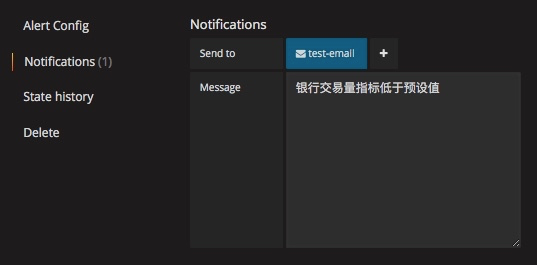 Alert Config
Notifications (1)
State history
Delete
Notifications
Send to
test-email
+
Message
银行交易量指标低于预设值